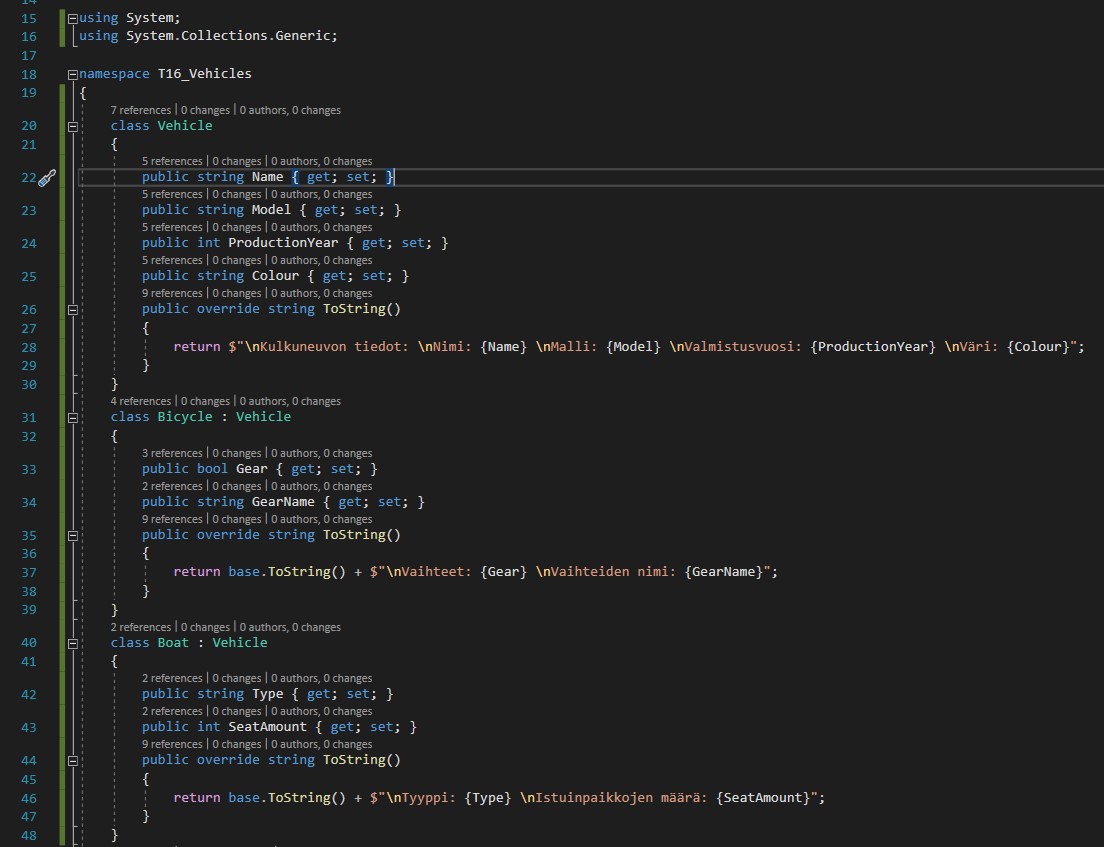 15 using System;
16 using System.Collections.Generic;
17
18 namespace T16_Vehicles
19 {
7 references | 0 changes | 0 authors, 0 changes
20 class Vehicle
21 {
5 references | 0 changes | 0 authors, 0 changes
22 public string Name { get; set; }
5 references | 0 changes | 0 authors, 0 changes
23 public string Model { get; set; }
5 references | 0 changes | 0 authors, 0 changes
24 public int ProductionYear { get; set; }
5 references | 0 changes | 0 authors, 0 changes
25 public string Colour { get; set; }
9 references | 0 changes | 0 authors, 0 changes
26 public override string ToString()
27 {
28 return $"\nKulkuneuvon tiedot: \nNimi: {Name} \nMalli: {Model} \nValmistusvuosi: {ProductionYear} \nVäri: {Colour}";
29 }
30 }
4 references | 0 changes | 0 authors, 0 changes
31 class Bicycle : Vehicle
32 {
3 references | 0 changes | 0 authors, 0 changes
33 public bool Gear { get; set; }
2 references | 0 changes | 0 authors, 0 changes
34 public string GearName { get; set; }
9 references | 0 changes | 0 authors, 0 changes
35 public override string ToString()
36 {
37 return base.ToString() + $"\nVaihteet: {Gear} \nVaihteiden nimi: {GearName}";
38 }
39 }
2 references | 0 changes | 0 authors, 0 changes
40 class Boat : Vehicle
41 {
2 references | 0 changes | 0 authors, 0 changes
42 public string Type { get; set; }
2 references | 0 changes | 0 authors, 0 changes
43 public int SeatAmount { get; set; }
9 references | 0 changes | 0 authors, 0 changes
44 public override string ToString()
45 {
46 return base.ToString() + $"\nTyyppi: {Type} \nIstuinpaikkojen määrä: {SeatAmount}";
47 }
48 }